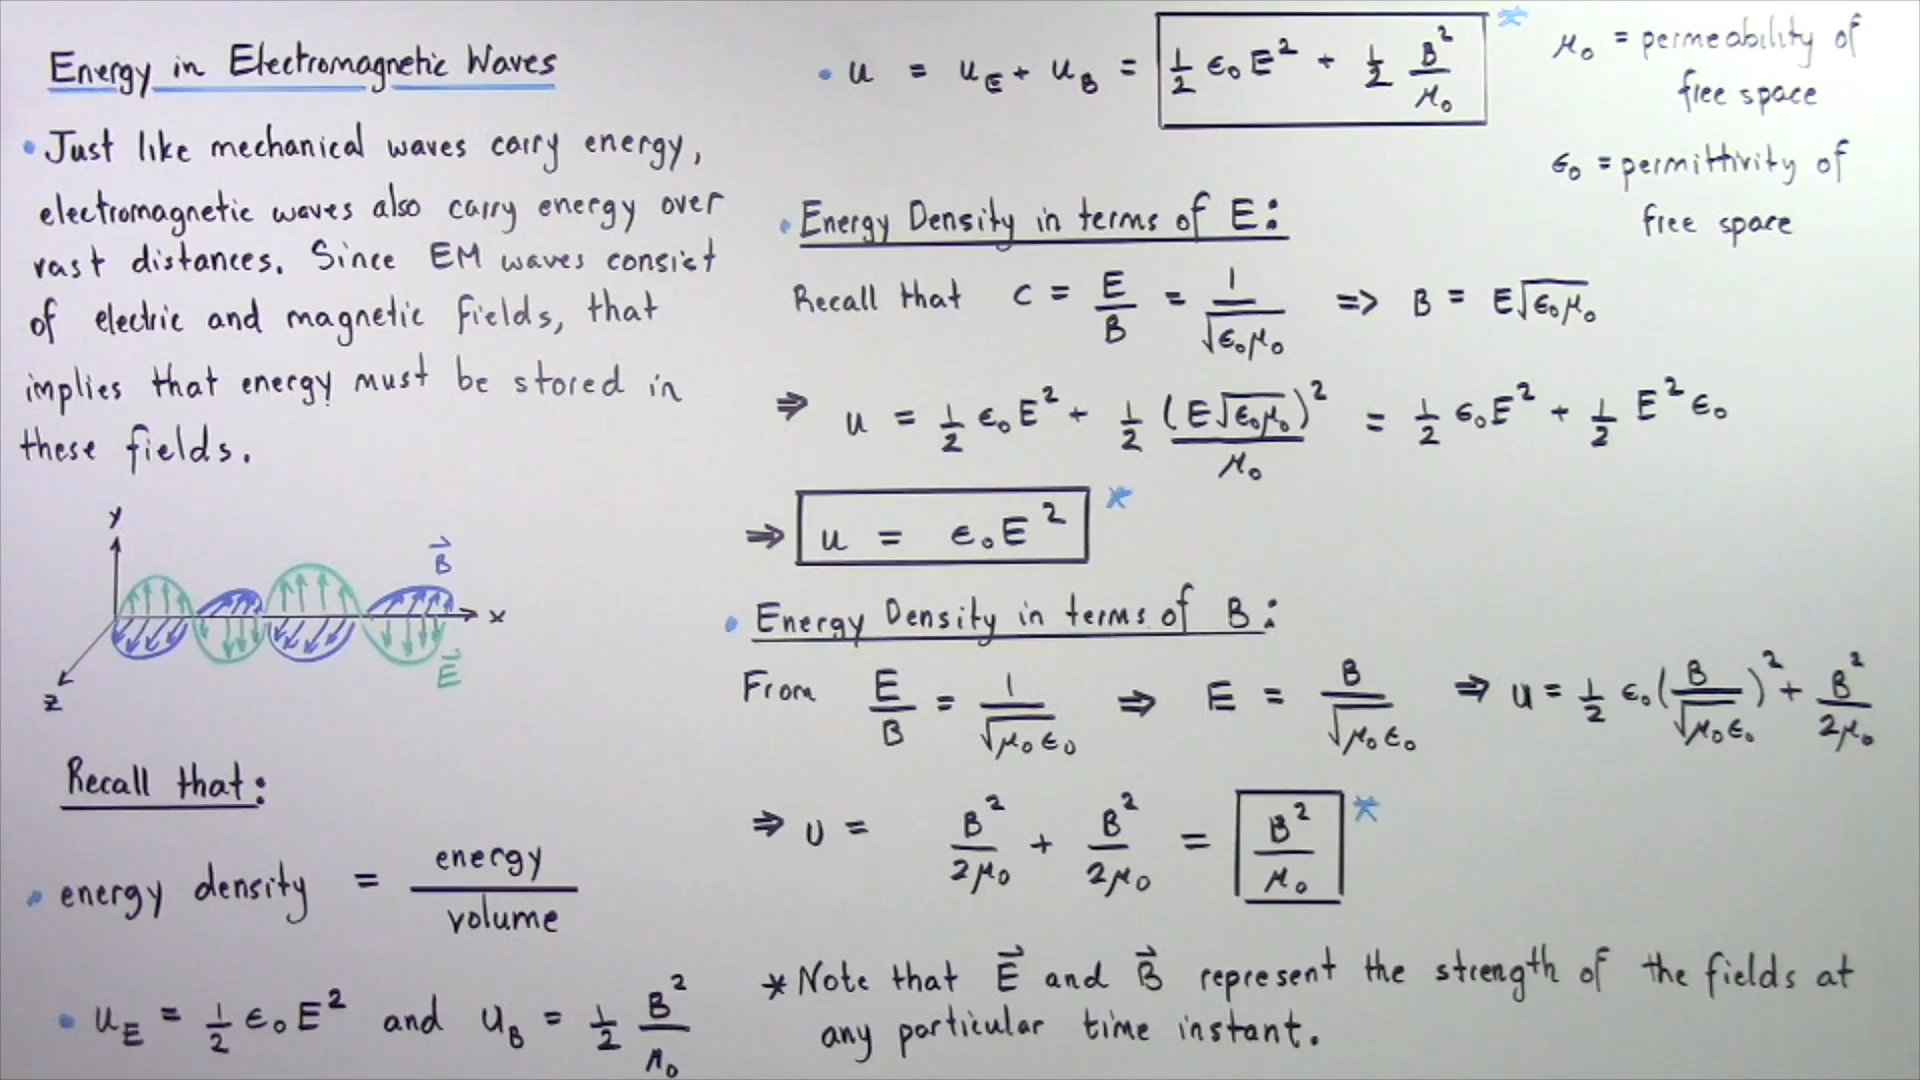 Energy in Electromagnetic Waves
• Just like mechanical waves carry energy,
electromagnetic waves also carry energy over
vast distances. Since EM waves consist
of electric and magnetic fields, that
implies that energy must be stored in
these fields.
y
B⃗
x
E⃗
z
Recall that:
• energy density = energy / volume
• u_E = 1/2 ε₀E² and u_B = 1/2 B²/μ₀
• u = u_E + u_B = 1/2 ε₀E² + 1/2 B²/μ₀ *
μ₀ = permeability of
free space
ε₀ = permittivity of
free space
• Energy Density in terms of E:
Recall that C = E/B = 1/√(ε₀μ₀) => B = E√(ε₀μ₀)
⇒ u = 1/2 ε₀E² + 1/2 (E√(ε₀μ₀))²/μ₀ = 1/2 ε₀E² + 1/2 E²ε₀
⇒ u = ε₀E² *
• Energy Density in terms of B:
From E/B = 1/√(μ₀ε₀) ⇒ E = B/√(μ₀ε₀) ⇒ u = 1/2 ε₀(B/√(μ₀ε₀))² + B²/2μ₀
⇒ U = B²/2μ₀ + B²/2μ₀ = B²/μ₀ *
* Note that E⃗ and B⃗ represent the strength of the fields at
any particular time instant.